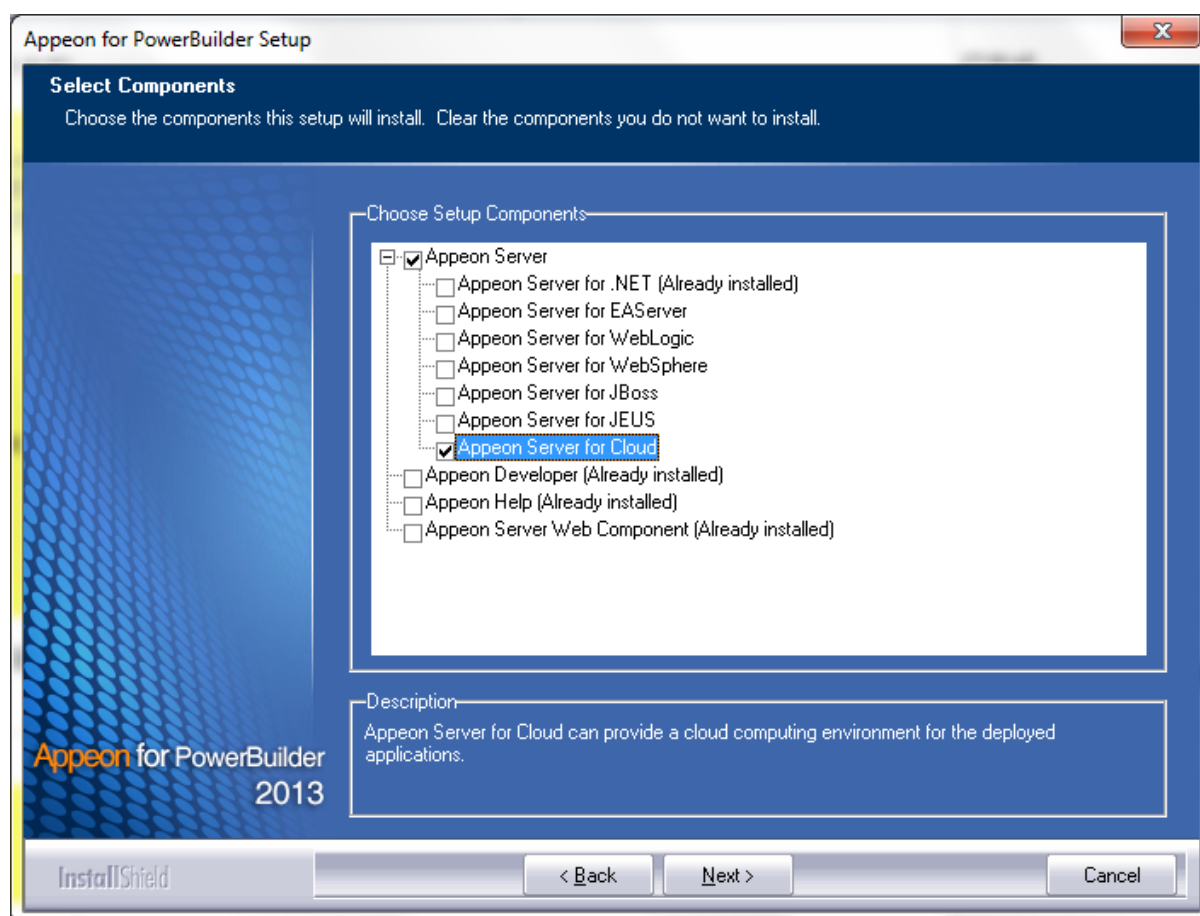 Appeon for PowerBuilder Setup
Select Components
Choose the components this setup will install. Clear the components you do not want to install.
Choose Setup Components
Appeon Server
Appeon Server for .NET (Already installed)
Appeon Server for EAServer
Appeon Server for WebLogic
Appeon Server for WebSphere
Appeon Server for JBoss
Appeon Server for JEUS
Appeon Server for Cloud
Appeon Developer (Already installed)
Appeon Help (Already installed)
Appeon Server Web Component (Already installed)
Description
Appeon Server for Cloud can provide a cloud computing environment for the deployed
applications.
Appeon for PowerBuilder
2013
InstallShield
< Back
Next >
Cancel